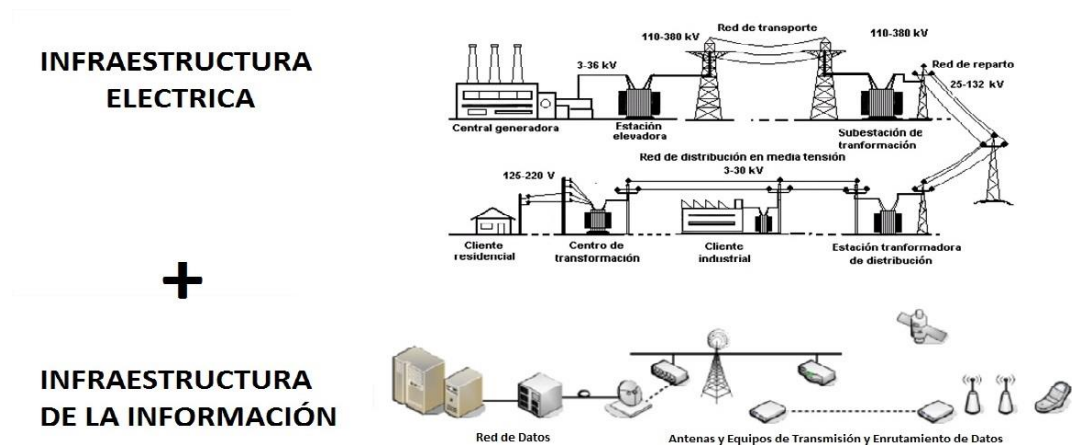 INFRAESTRUCTURA
ELECTRICA
Red de transporte
110-380 kV
110-380 kV
3-36 kV
Red de reparto
25-132 kV
Central generadora
Estación
elevadora
Subestación de
tranformación
Red de distribución en media tensión
3-30 kV
125-220 V
Cliente
residencial
Centro de
transformación
Cliente
industrial
Estación tranformadora
de distribución
+
INFRAESTRUCTURA
DE LA INFORMACIÓN
Red de Datos
Antenas y Equipos de Transmisión y Enrutamiento de Datos